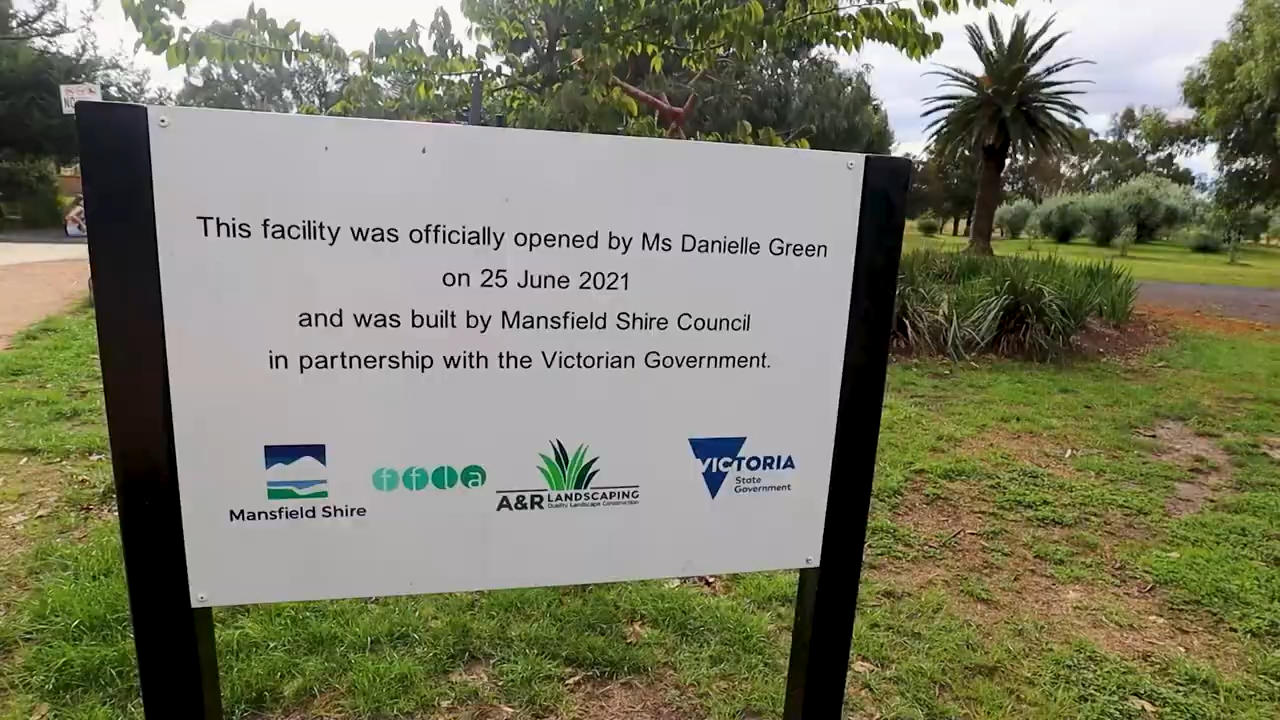 This facility was officially opened by Ms Danielle Green
on 25 June 2021
and was built by Mansfield Shire Council
in partnership with the Victorian Government.
Mansfield Shire
ffla
A&R LANDSCAPING
Quality Landscape Construction
VICTORIA
State
Government